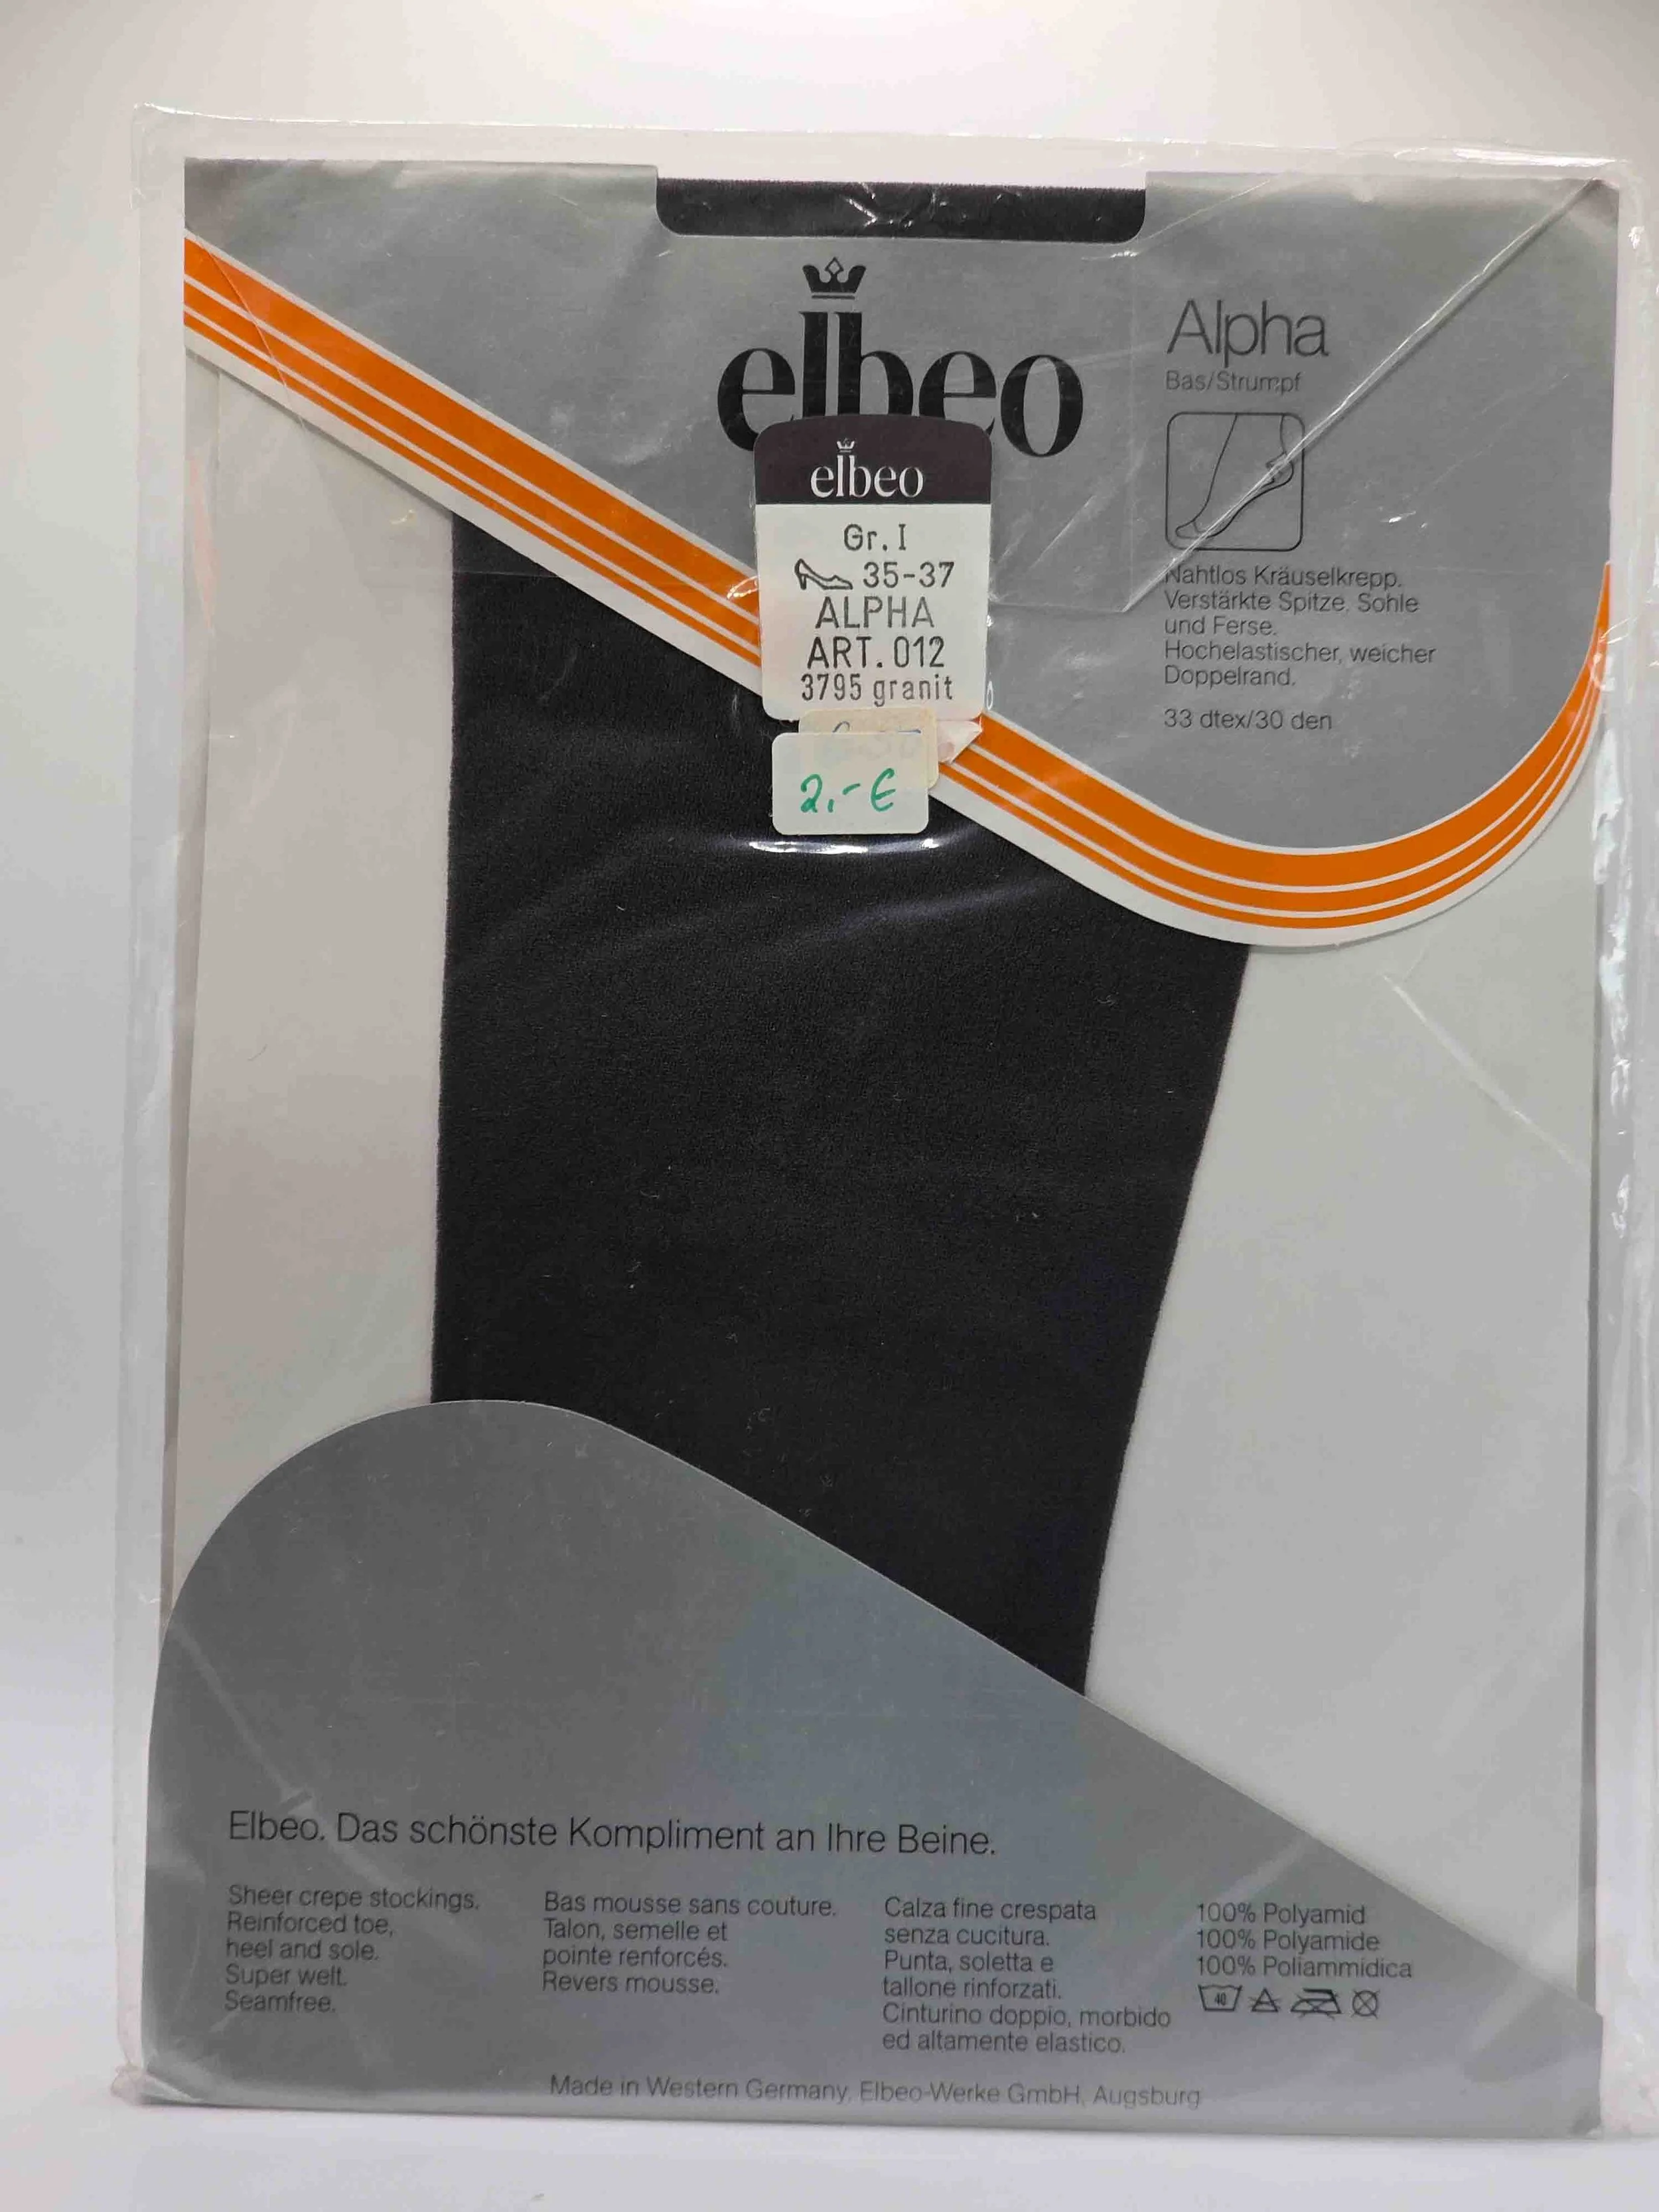 elbeo
Alpha
Bas/Strumpf
Nahtlos Kräuselkrepp.
Verstärkte Spitze, Sohle
und Ferse.
Hochelastischer, weicher
Doppelrand.
33 dtex/30 den
elbeo
Gr. I
35-37
ALPHA
ART. 012
3795 granit
2,-€
Elbeo. Das schönste Kompliment an Ihre Beine.
Sheer crepe stockings.
Reinforced toe,
heel and sole.
Super welt.
Seamfree.
Bas mousse sans couture.
Talon, semelle et
pointe renforcés.
Revers mousse.
Calza fine crespata
senza cucitura.
Punta, soletta e
tallone rinforzati.
Cinturino doppio, morbido
ed altamente elastico.
100% Polyamid
100% Polyamide
100% Poliammidica
40
Made in Western Germany, Elbeo-Werke GmbH, Augsburg